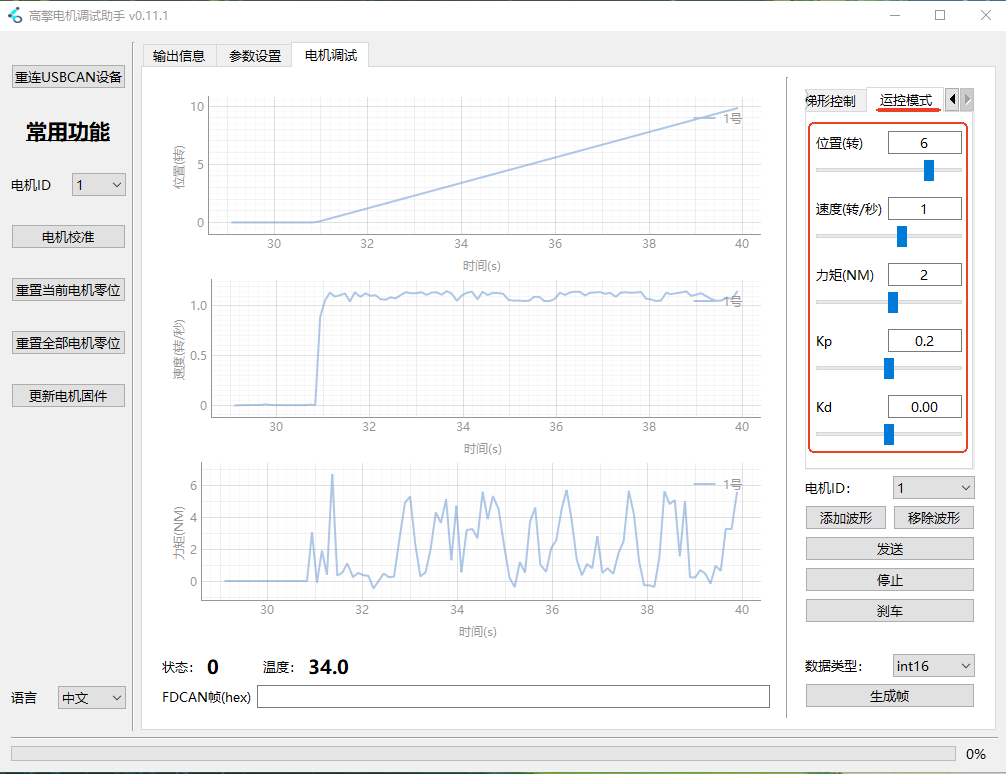 高擎电机调试助手 v0.11.1
重连USBCAN设备
常用功能
电机ID 1
电机校准
重置当前电机零位
重置全部电机零位
更新电机固件
语言 中文
输出信息 参数设置 电机调试
10
5
0
位置(转)
1号
30 32 34 36 38 40
时间(s)
1.0
0.5
0
速度(转/秒)
1号
30 32 34 36 38 40
时间(s)
6
4
2
0
力矩(NM)
1号
30 32 34 36 38 40
时间(s)
状态: 0 温度: 34.0
FDCAN帧(hex)
梯形控制 运控模式
位置(转) 6
速度(转/秒) 1
力矩(NM) 2
Kp 0.2
Kd 0.00
电机ID: 1
添加波形 移除波形
发送
停止
刹车
数据类型: int16
生成帧
0%